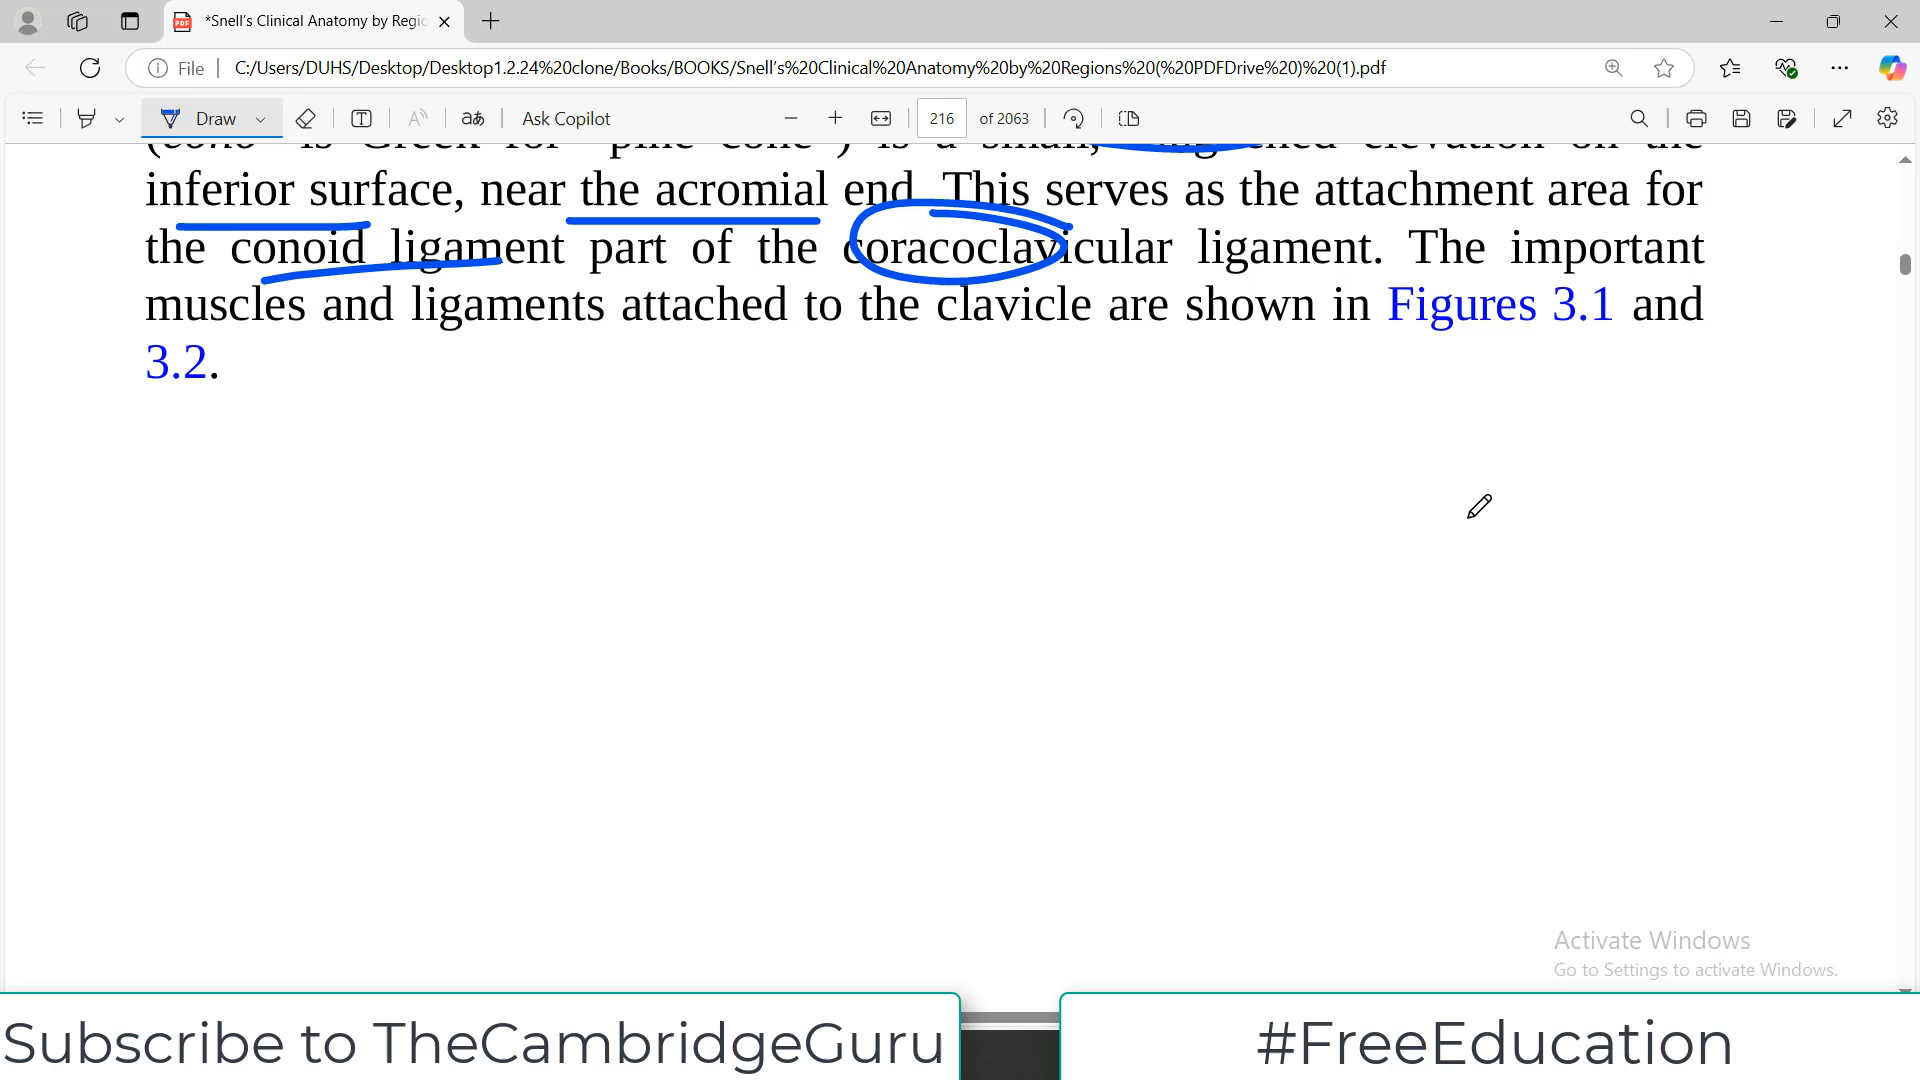 *Snell's Clinical Anatomy by Regic
File
C:/Users/DUHS/Desktop/Desktop1.2.24%20clone/Books/BOOKS/Snell's%20Clinical%20Anatomy%20by%20Regions%20(%20PDFDrive%20)%20(1).pdf
Draw
Ask Copilot
216 of 2063
is a small,
inferior surface, near the acromial end. This serves as the attachment area for
the conoid ligament part of the coracoclavicular ligament. The important
muscles and ligaments attached to the clavicle are shown in Figures 3.1 and
3.2.
Activate Windows
Go to Settings to activate Windows.
Subscribe to TheCambridgeGuru
#FreeEducation